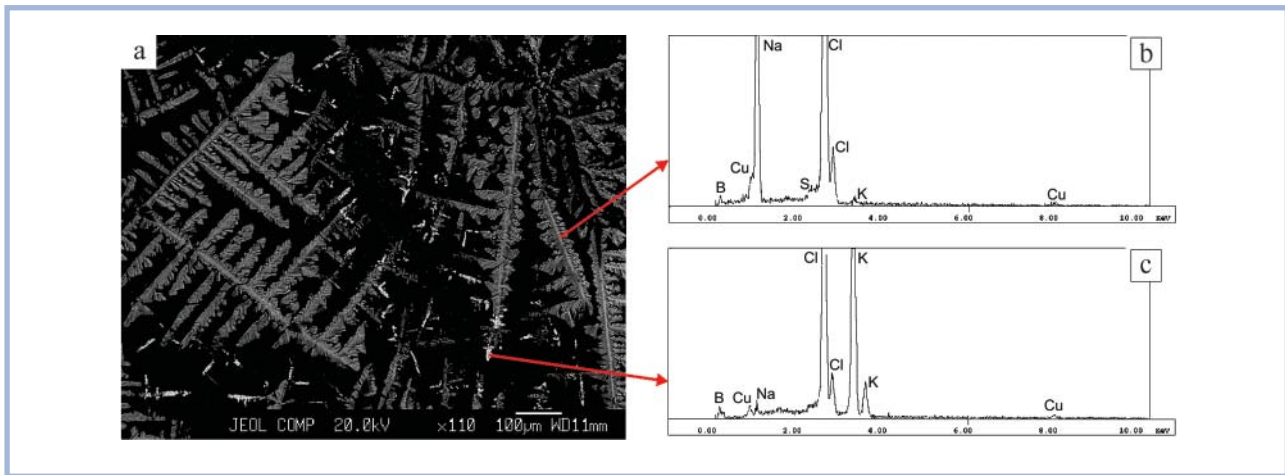 a
JEOL COMP 20.0kV ×110 100μm WD11mm
b
Na
Cl
Cu
B
S
Cl
K
Cu
0.00 2.00 4.00 6.00 8.00 10.00 KeV
c
Cl
K
B
Cu
Na
Cl
K
Cu
0.00 2.00 4.00 6.00 8.00 10.00 KeV